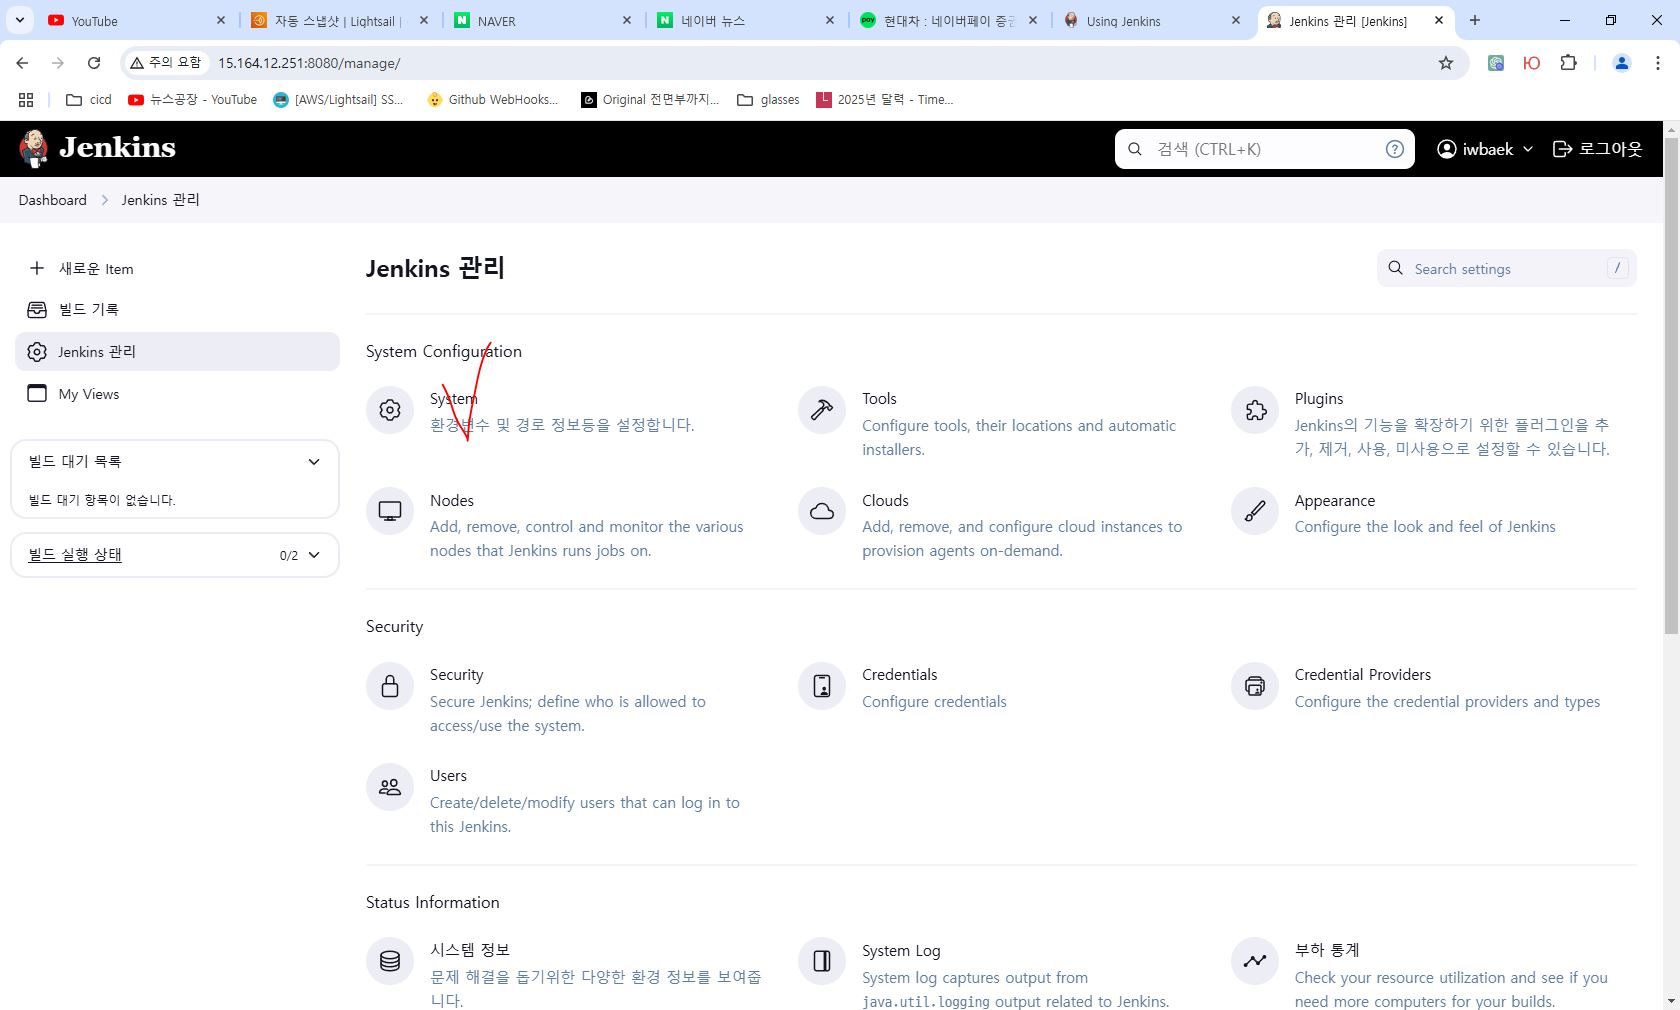 YouTube
자동 스냅샷 | Lightsail |
NAVER
네이버 뉴스
현대차 : 네이버페이 증권
Using Jenkins
Jenkins 관리 [Jenkins]
주의 요함
15.164.12.251:8080/manage/
cicd
뉴스공장 - YouTube
[AWS/Lightsail] SS...
Github WebHooks...
Original 전면부까지...
glasses
2025년 달력 - Time...
Jenkins
검색 (CTRL+K)
iwbaek
로그아웃
Dashboard
Jenkins 관리
새로운 Item
빌드 기록
Jenkins 관리
My Views
빌드 대기 목록
빌드 대기 항목이 없습니다.
빌드 실행 상태
0/2
Jenkins 관리
Search settings
/
System Configuration
System
환경변수 및 경로 정보등을 설정합니다.
Tools
Configure tools, their locations and automatic
installers.
Plugins
Jenkins의 기능을 확장하기 위한 플러그인을 추
가, 제거, 사용, 미사용으로 설정할 수 있습니다.
Nodes
Add, remove, control and monitor the various
nodes that Jenkins runs jobs on.
Clouds
Add, remove, and configure cloud instances to
provision agents on-demand.
Appearance
Configure the look and feel of Jenkins
Security
Security
Secure Jenkins; define who is allowed to
access/use the system.
Credentials
Configure credentials
Credential Providers
Configure the credential providers and types
Users
Create/delete/modify users that can log in to
this Jenkins.
Status Information
시스템 정보
문제 해결을 돕기위한 다양한 환경 정보를 보여줍
니다.
System Log
System log captures output from
java.util.logging output related to Jenkins.
부하 통계
Check your resource utilization and see if you
need more computers for your builds.